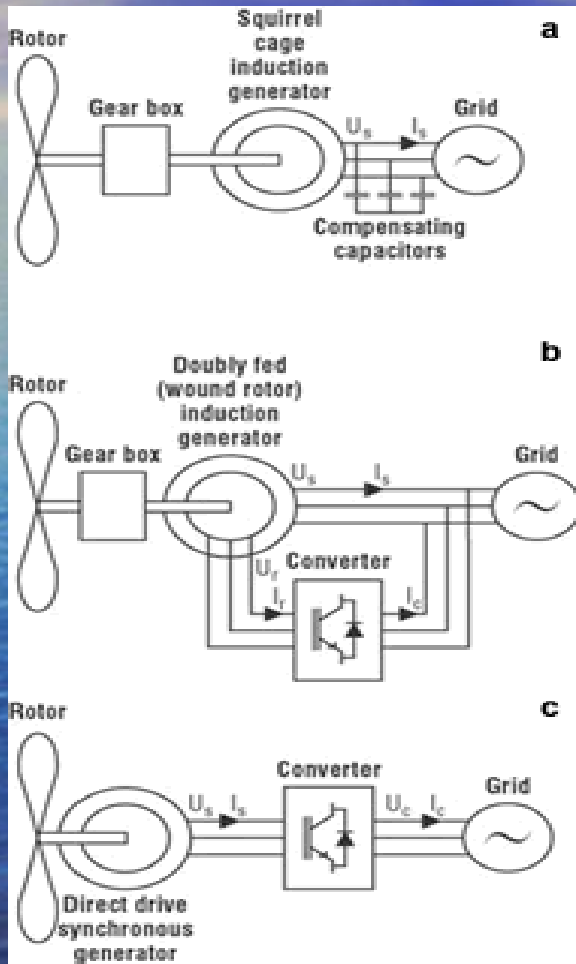 a
Squirrel
cage
induction
generator
Rotor
Gear box
Us
Is
Grid
Compensating
capacitors
b
Doubly fed
(wound rotor)
induction
generator
Rotor
Gear box
Us
Is
Grid
Ur
Converter
Ir
Ic
c
Rotor
Converter
Grid
Us
Is
Uc
Ic
Direct drive
synchronous
generator